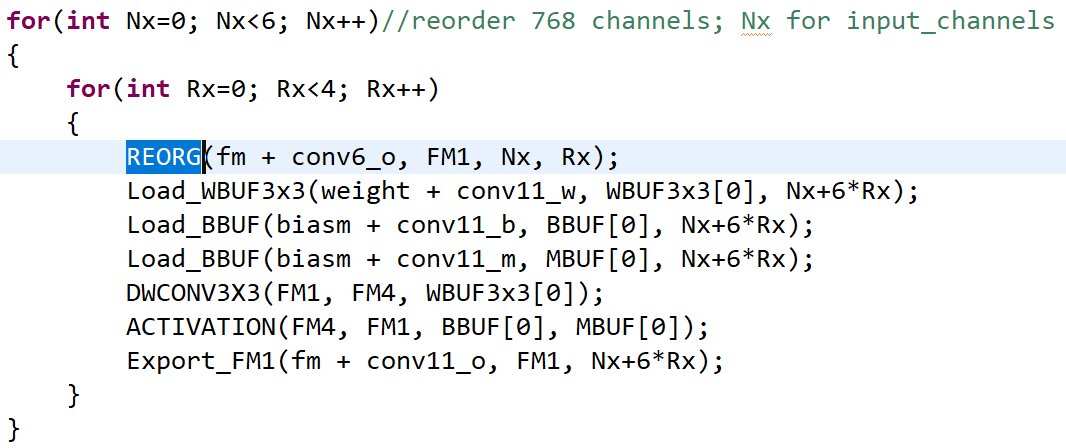 for(int Nx=0; Nx<6; Nx++)//reorder 768 channels; Nx for input_channels
{
    for(int Rx=0; Rx<4; Rx++)
    {
        REORG(fm + conv6_o, FM1, Nx, Rx);
        Load_WBUF3x3(weight + conv11_w, WBUF3x3[0], Nx+6*Rx);
        Load_BBUF(biasm + conv11_b, BBUF[0], Nx+6*Rx);
        Load_BBUF(biasm + conv11_m, MBUF[0], Nx+6*Rx);
        DWCONV3X3(FM1, FM4, WBUF3x3[0]);
        ACTIVATION(FM4, FM1, BBUF[0], MBUF[0]);
        Export_FM1(fm + conv11_o, FM1, Nx+6*Rx);
    }
}